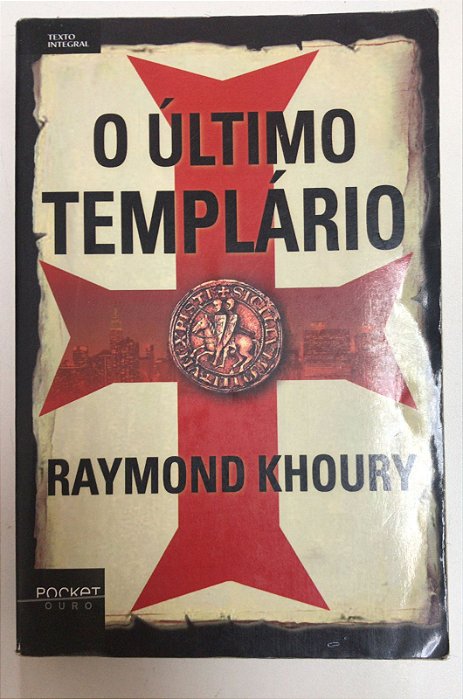 TEXTO
INTEGRAL
O ÚLTIMO
TEMPLÁRIO
RAYMOND KHOURY
POCKET
OURO